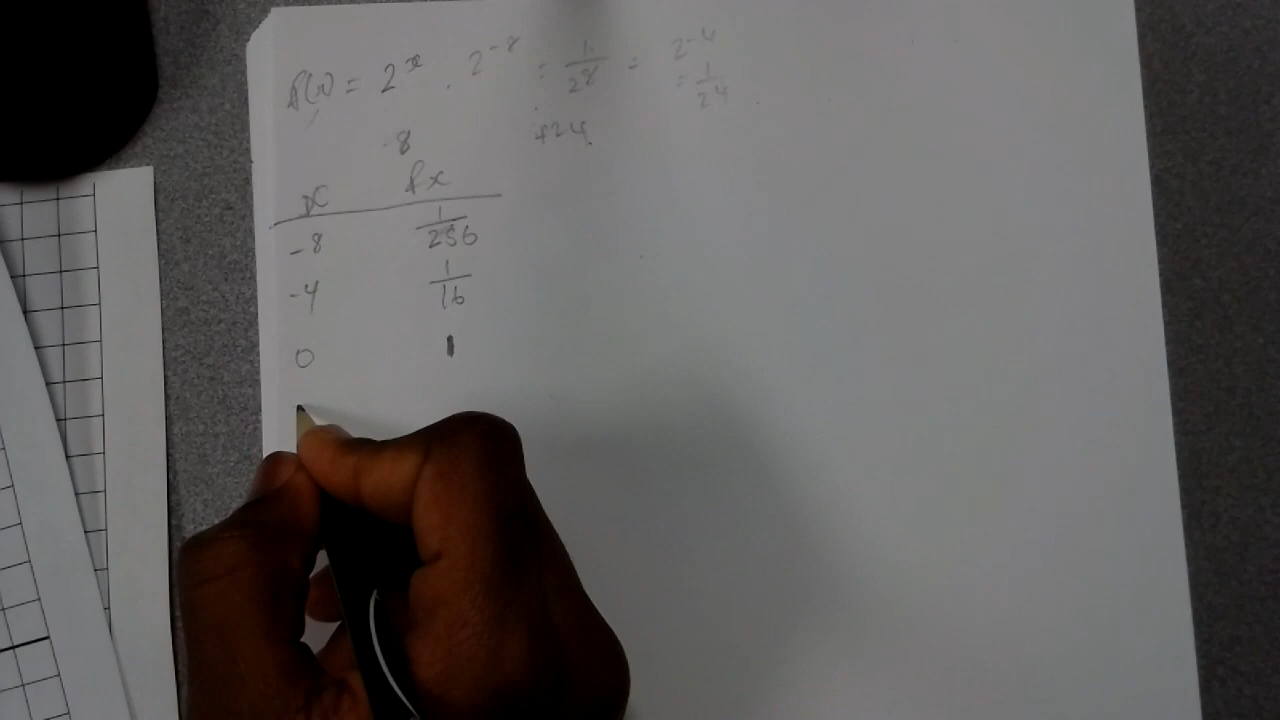 f(x) = 2^x . 2^-8 = 1/2^8 = 2^-4
= 1/2^4
-8
x fx
-8 1/256
-4 1/16
0 1